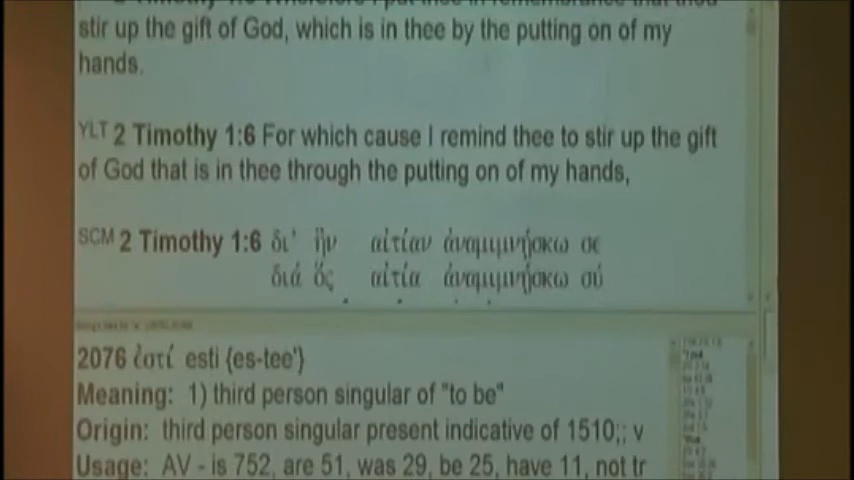 stir up the gift of God, which is in thee by the putting on of my
hands.
YLT 2 Timothy 1:6 For which cause I remind thee to stir up the gift
of God that is in thee through the putting on of my hands,
SCM 2 Timothy 1:6 δι' ἣν αἰτίαν ἀναμιμνῄσκω σε
διά ὅς αἰτία ἀναμιμνῄσκω σύ
2076 ἐστί esti {es-tee'}
Meaning: 1) third person singular of "to be"
Origin: third person singular present indicative of 1510;; v
Usage: AV - is 752, are 51, was 29, be 25, have 11, not tr